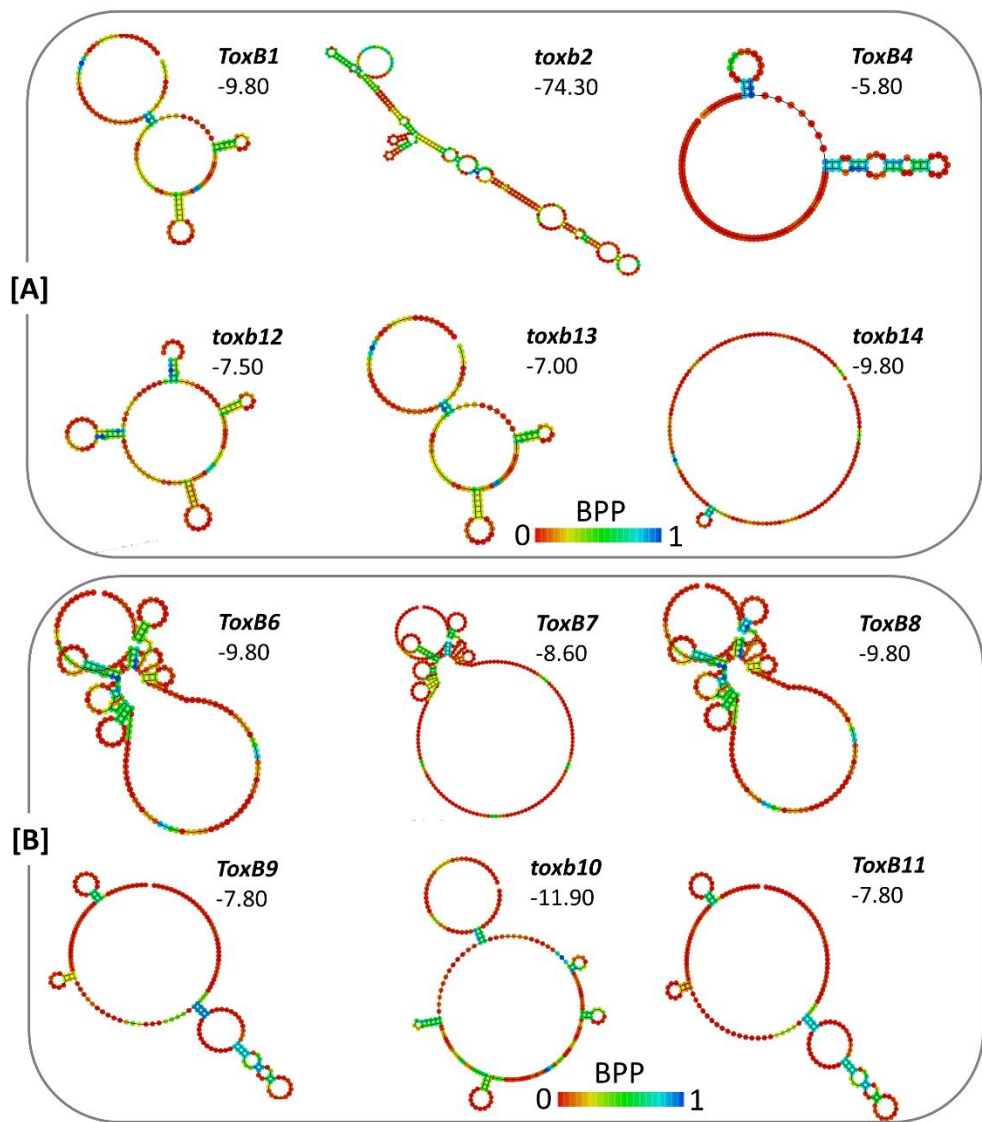 ToxB1
-9.80
toxb2
-74.30
ToxB4
-5.80
[A]
toxb12
-7.50
toxb13
-7.00
toxb14
-9.80
BPP
0 1
ToxB6
-9.80
ToxB7
-8.60
ToxB8
-9.80
[B]
ToxB9
-7.80
toxb10
-11.90
ToxB11
-7.80
BPP
0 1